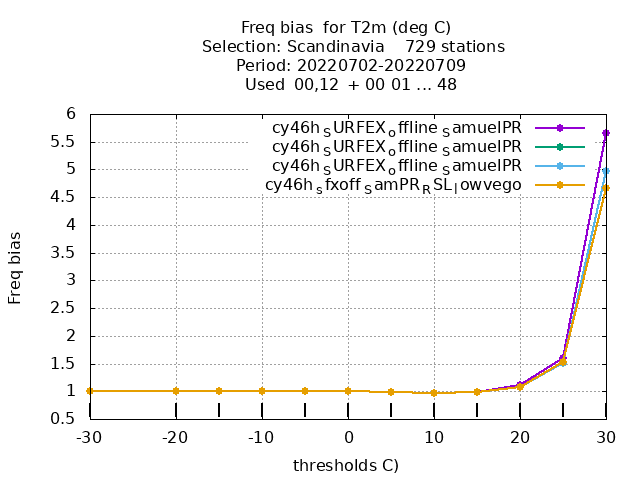 Freq bias  for T2m (deg C)
Selection: Scandinavia    729 stations
Period: 20220702-20220709
Used  00,12  + 00 01 ... 48
cy46h_SURFEX_offline_SamuelPR
cy46h_SURFEX_offline_SamuelPR
cy46h_SURFEX_offline_SamuelPR
cy46h_sfxoff_SamPR_RSL_lowvego
6
5.5
5
4.5
4
3.5
3
2.5
2
1.5
1
0.5
Freq bias
-30 -20 -10 0 10 20 30
thresholds C)